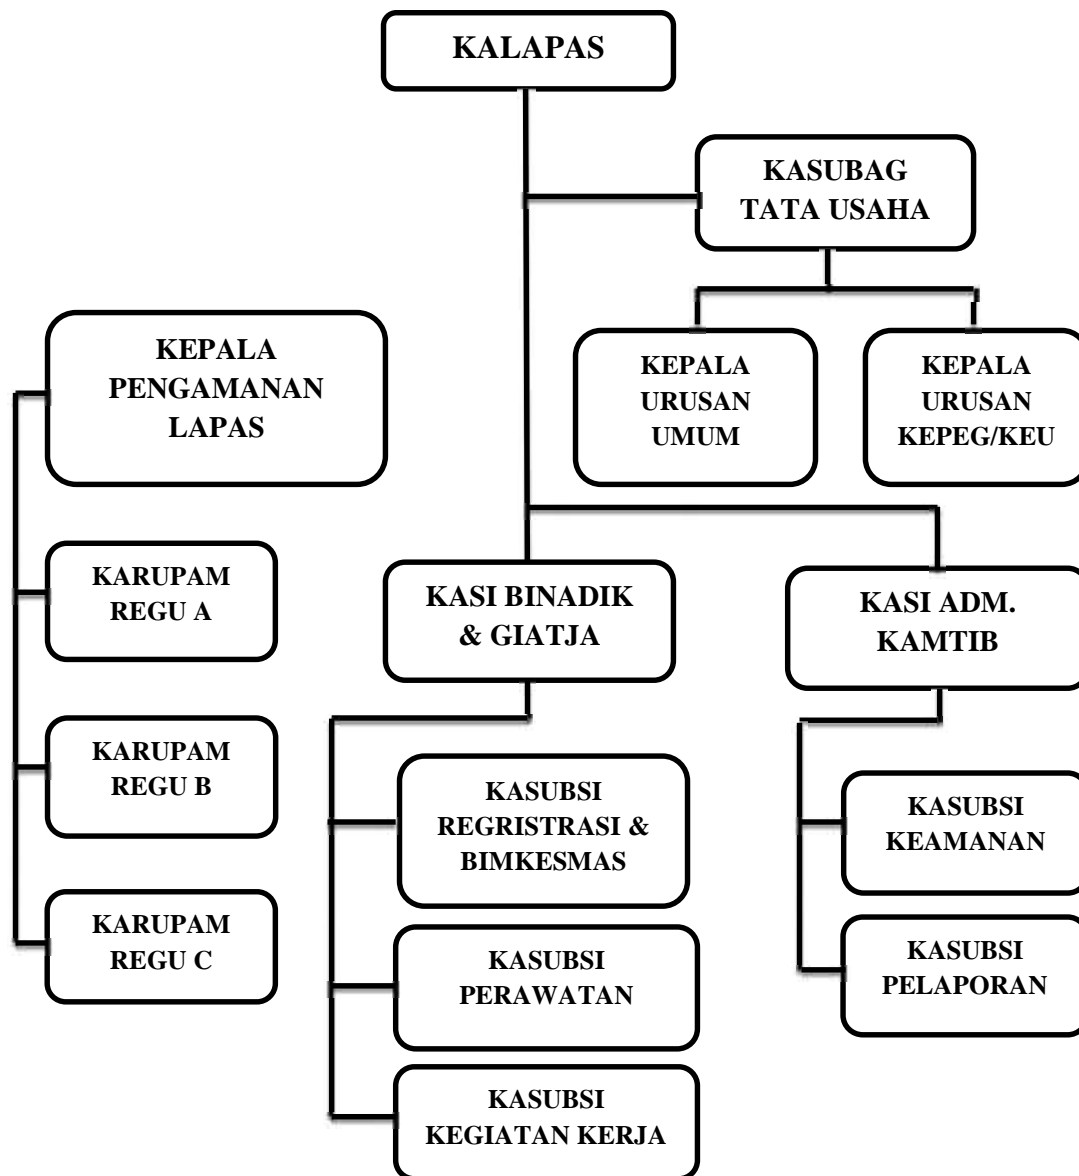 KALAPAS
KASUBAG
TATA USAHA
KEPALA
URUSAN
UMUM
KEPALA
URUSAN
KEPEG/KEU
KEPALA
PENGAMANAN
LAPAS
KARUPAM
REGU A
KARUPAM
REGU B
KARUPAM
REGU C
KASI BINADIK
& GIATJA
KASUBSI
REGRISTRASI &
BIMKESMAS
KASUBSI
PERAWATAN
KASUBSI
KEGIATAN KERJA
KASI ADM.
KAMTIB
KASUBSI
KEAMANAN
KASUBSI
PELAPORAN